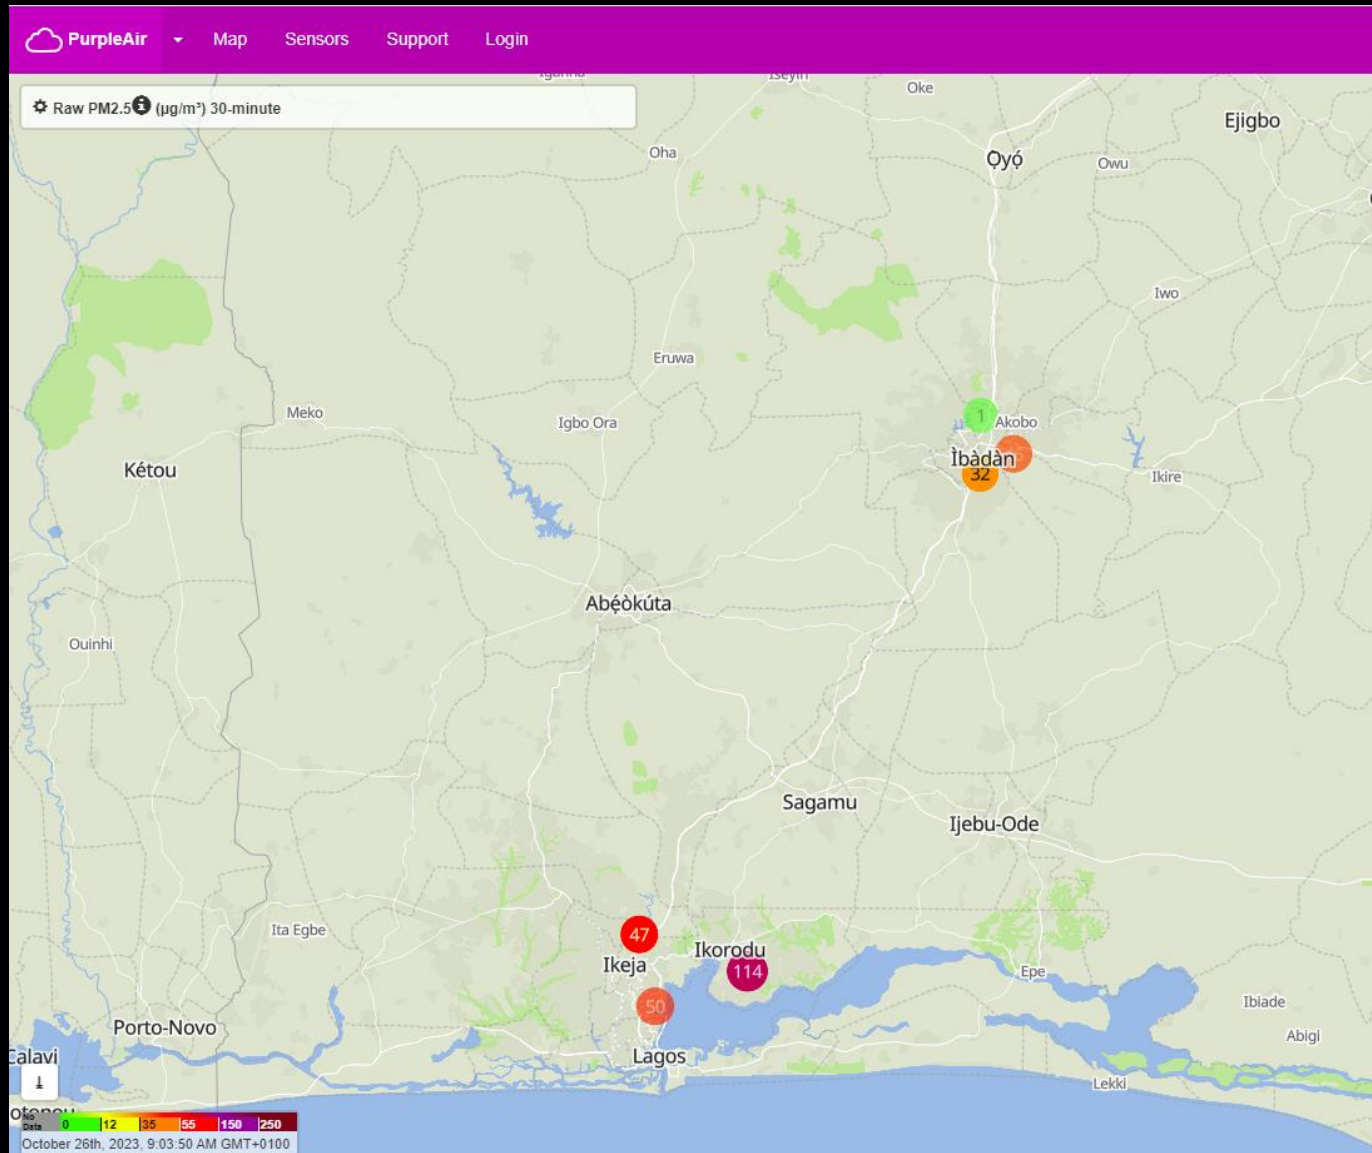 PurpleAir Map Sensors Support Login
Raw PM2.5 (µg/m³) 30-minute
Iseyin
Oke
Ejigbo
Oha
Ọyọ́
Owu
Iwo
Eruwa
Meko
Igbo Ora
1
Akobo
Kétou
Ìbàdàn
32
Ikire
Abẹ́òkúta
Ouinhi
Sagamu
Ijebu-Ode
Ita Egbe
47
Ikorodu
Ikeja
114
Epe
50
Ibiade
Porto-Novo
Abigi
Calavi
Lagos
Lekki
No Data 0 12 35 55 150 250
October 26th, 2023, 9:03:50 AM GMT+0100